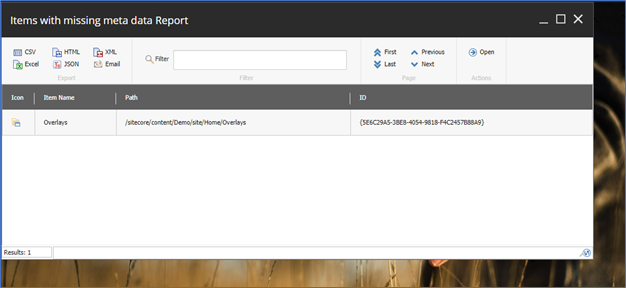 Items with missing meta data Report
CSV HTML XML
Excel JSON Email
Export
Filter
Filter
First Previous
Last Next
Page
Open
Actions
Icon Item Name Path ID
Overlays /sitecore/content/Demo/site/Home/Overlays {5E6C29A5-3BE8-4054-9818-F4C2457B88A9}
Results: 1